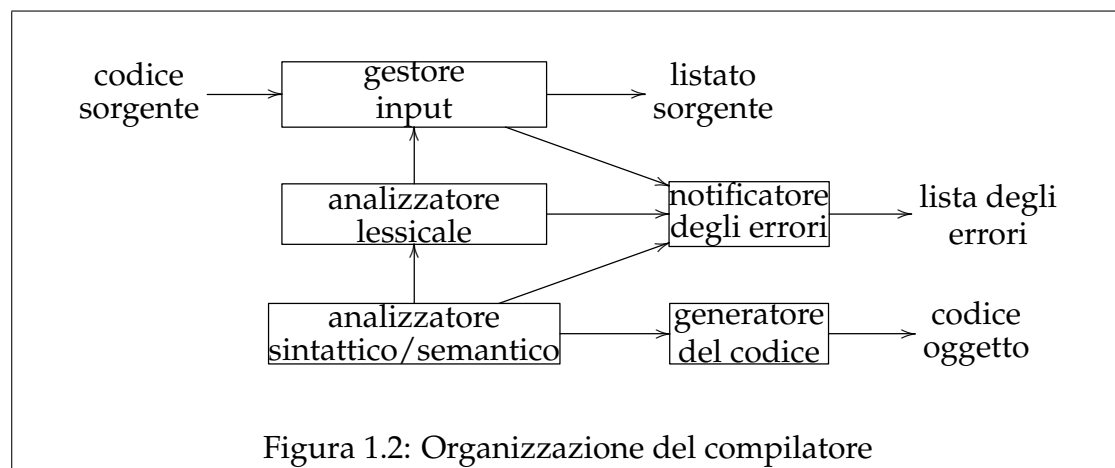 codice
sorgente
gestore
input
listato
sorgente
analizzatore
lessicale
notificatore
degli errori
lista degli
errori
analizzatore
sintattico/semantico
generatore
del codice
codice
oggetto
Figura 1.2: Organizzazione del compilatore